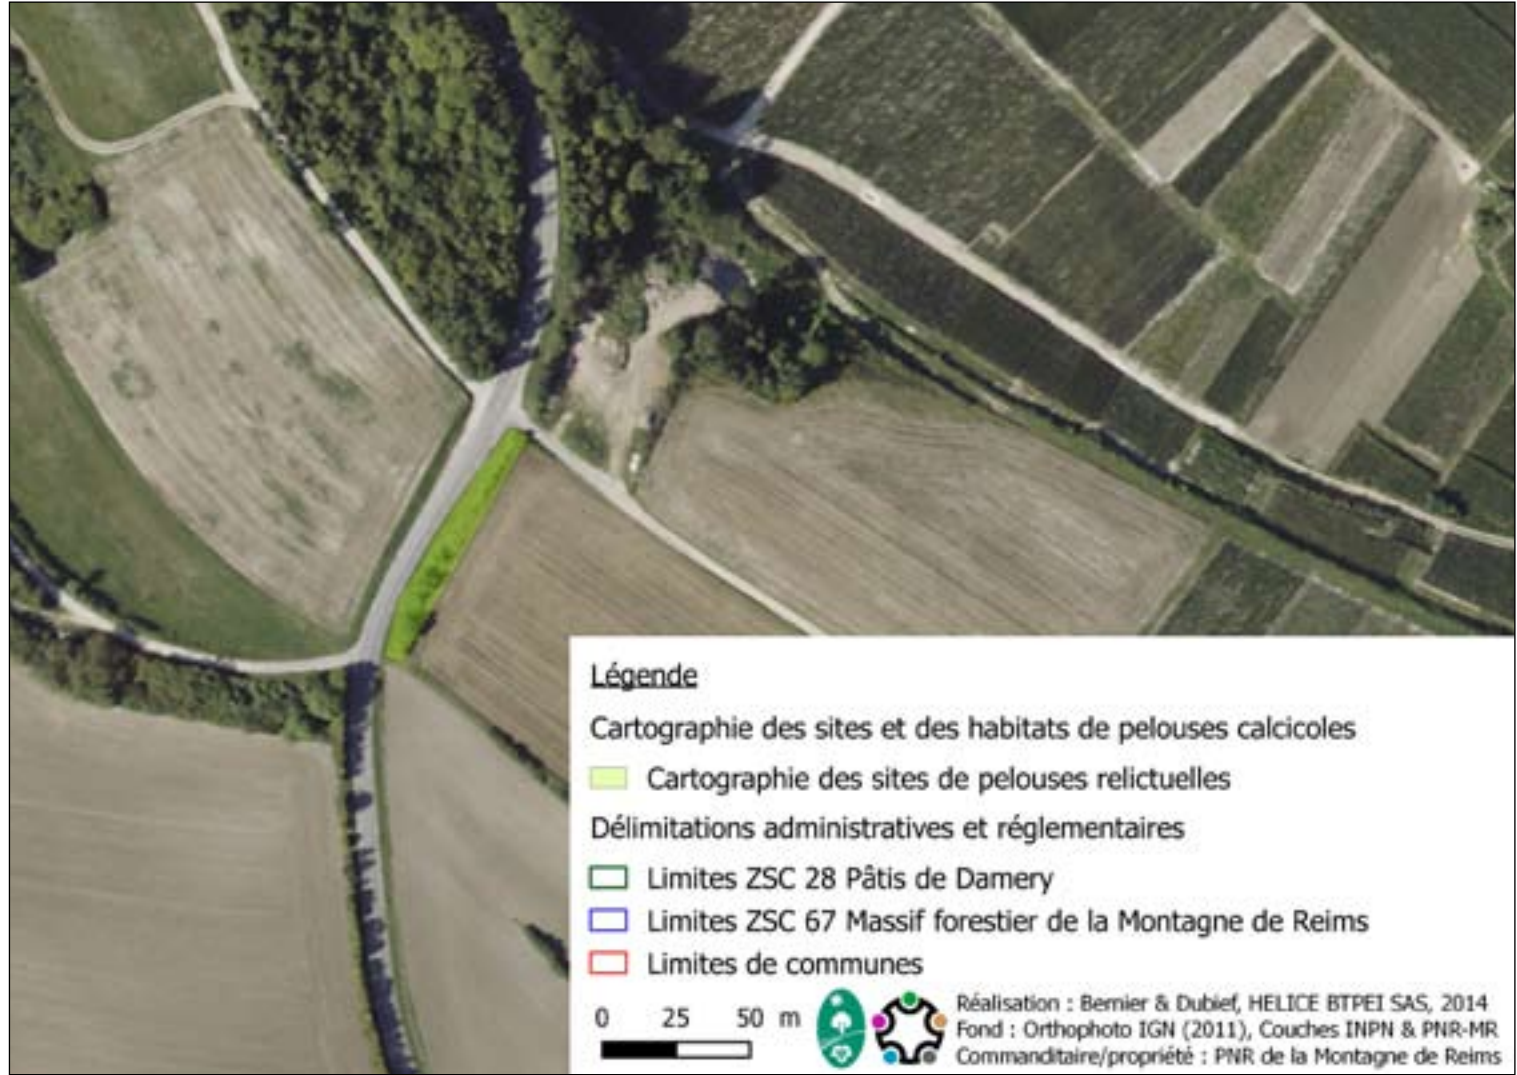 Légende
Cartographie des sites et des habitats de pelouses calcicoles
Cartographie des sites de pelouses relictuelles
Délimitations administratives et réglementaires
Limites ZSC 28 Pâtis de Damery
Limites ZSC 67 Massif forestier de la Montagne de Reims
Limites de communes
0 25 50 m
Réalisation : Bernier & Dubief, HELICE BTPEI SAS, 2014
Fond : Orthophoto IGN (2011), Couches INPN & PNR-MR
Commanditaire/propriété : PNR de la Montagne de Reims